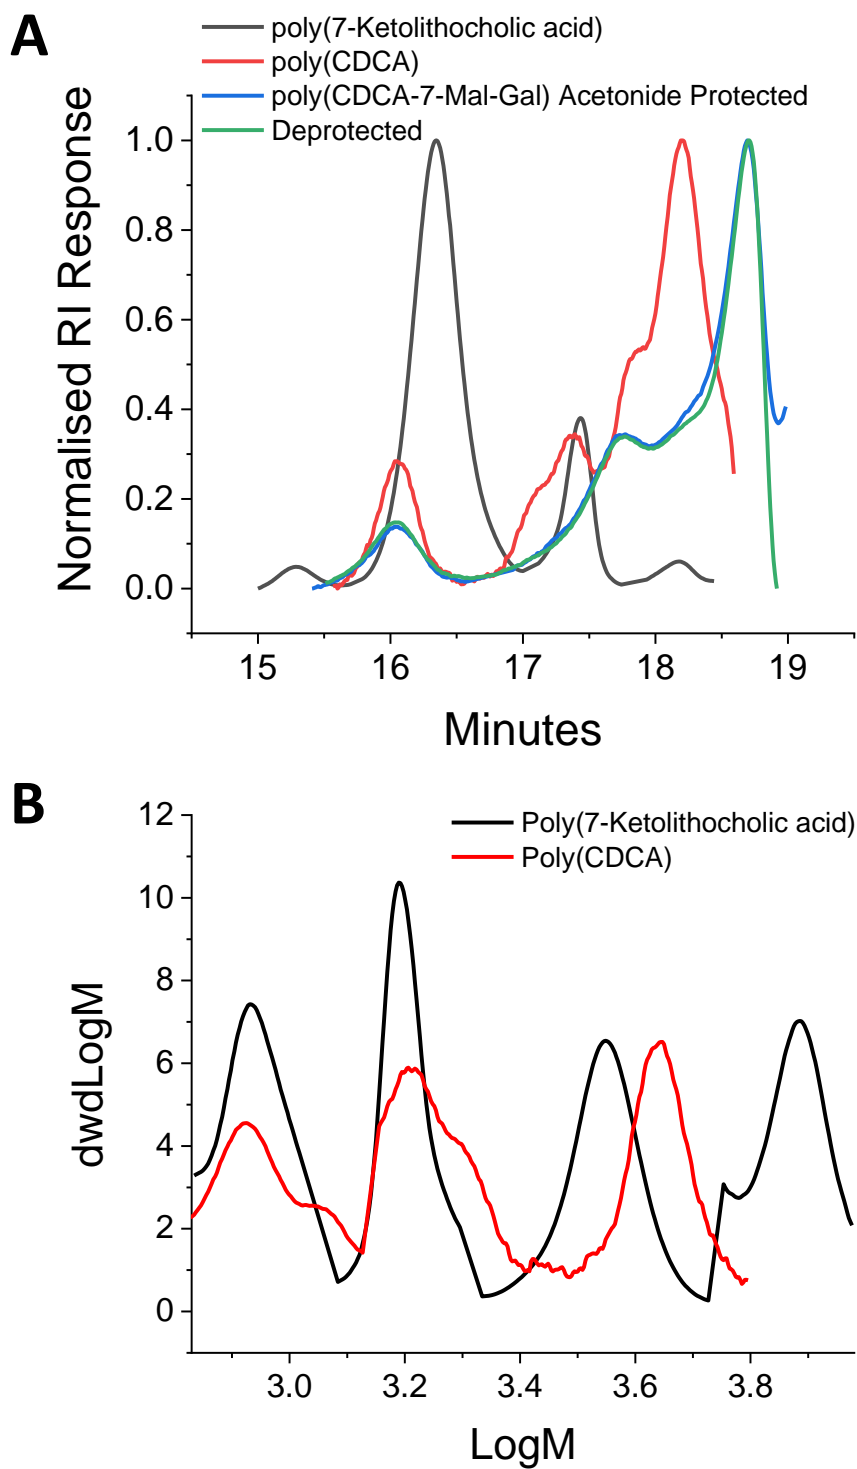 A
poly(7-Ketolithocholic acid)
poly(CDCA)
poly(CDCA-7-Mal-Gal) Acetonide Protected
Deprotected
Normalised RI Response
1.0
0.8
0.6
0.4
0.2
0.0
15 16 17 18 19
Minutes
B
Poly(7-Ketolithocholic acid)
Poly(CDCA)
dwdLogM
12
10
8
6
4
2
0
3.0 3.2 3.4 3.6 3.8
LogM